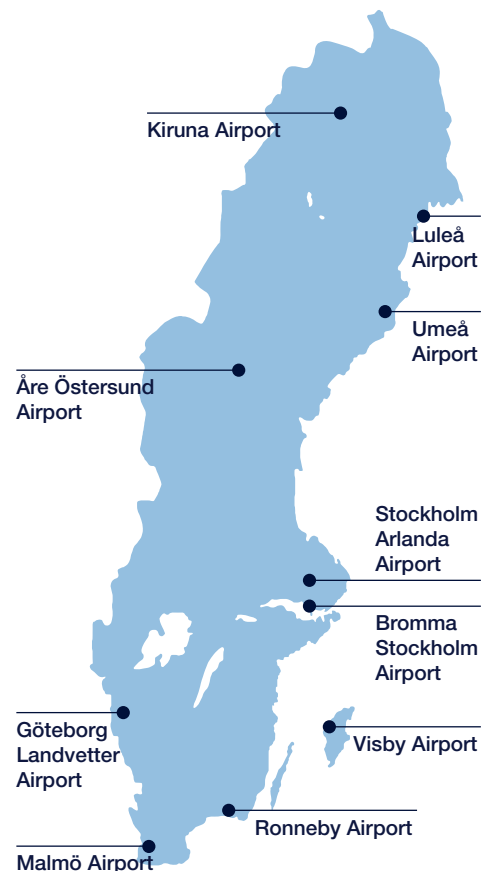 Kiruna Airport
Luleå
Airport
Umeå
Airport
Åre Östersund
Airport
Stockholm
Arlanda
Airport
Bromma
Stockholm
Airport
Göteborg
Landvetter
Airport
Visby Airport
Ronneby Airport
Malmö Airport